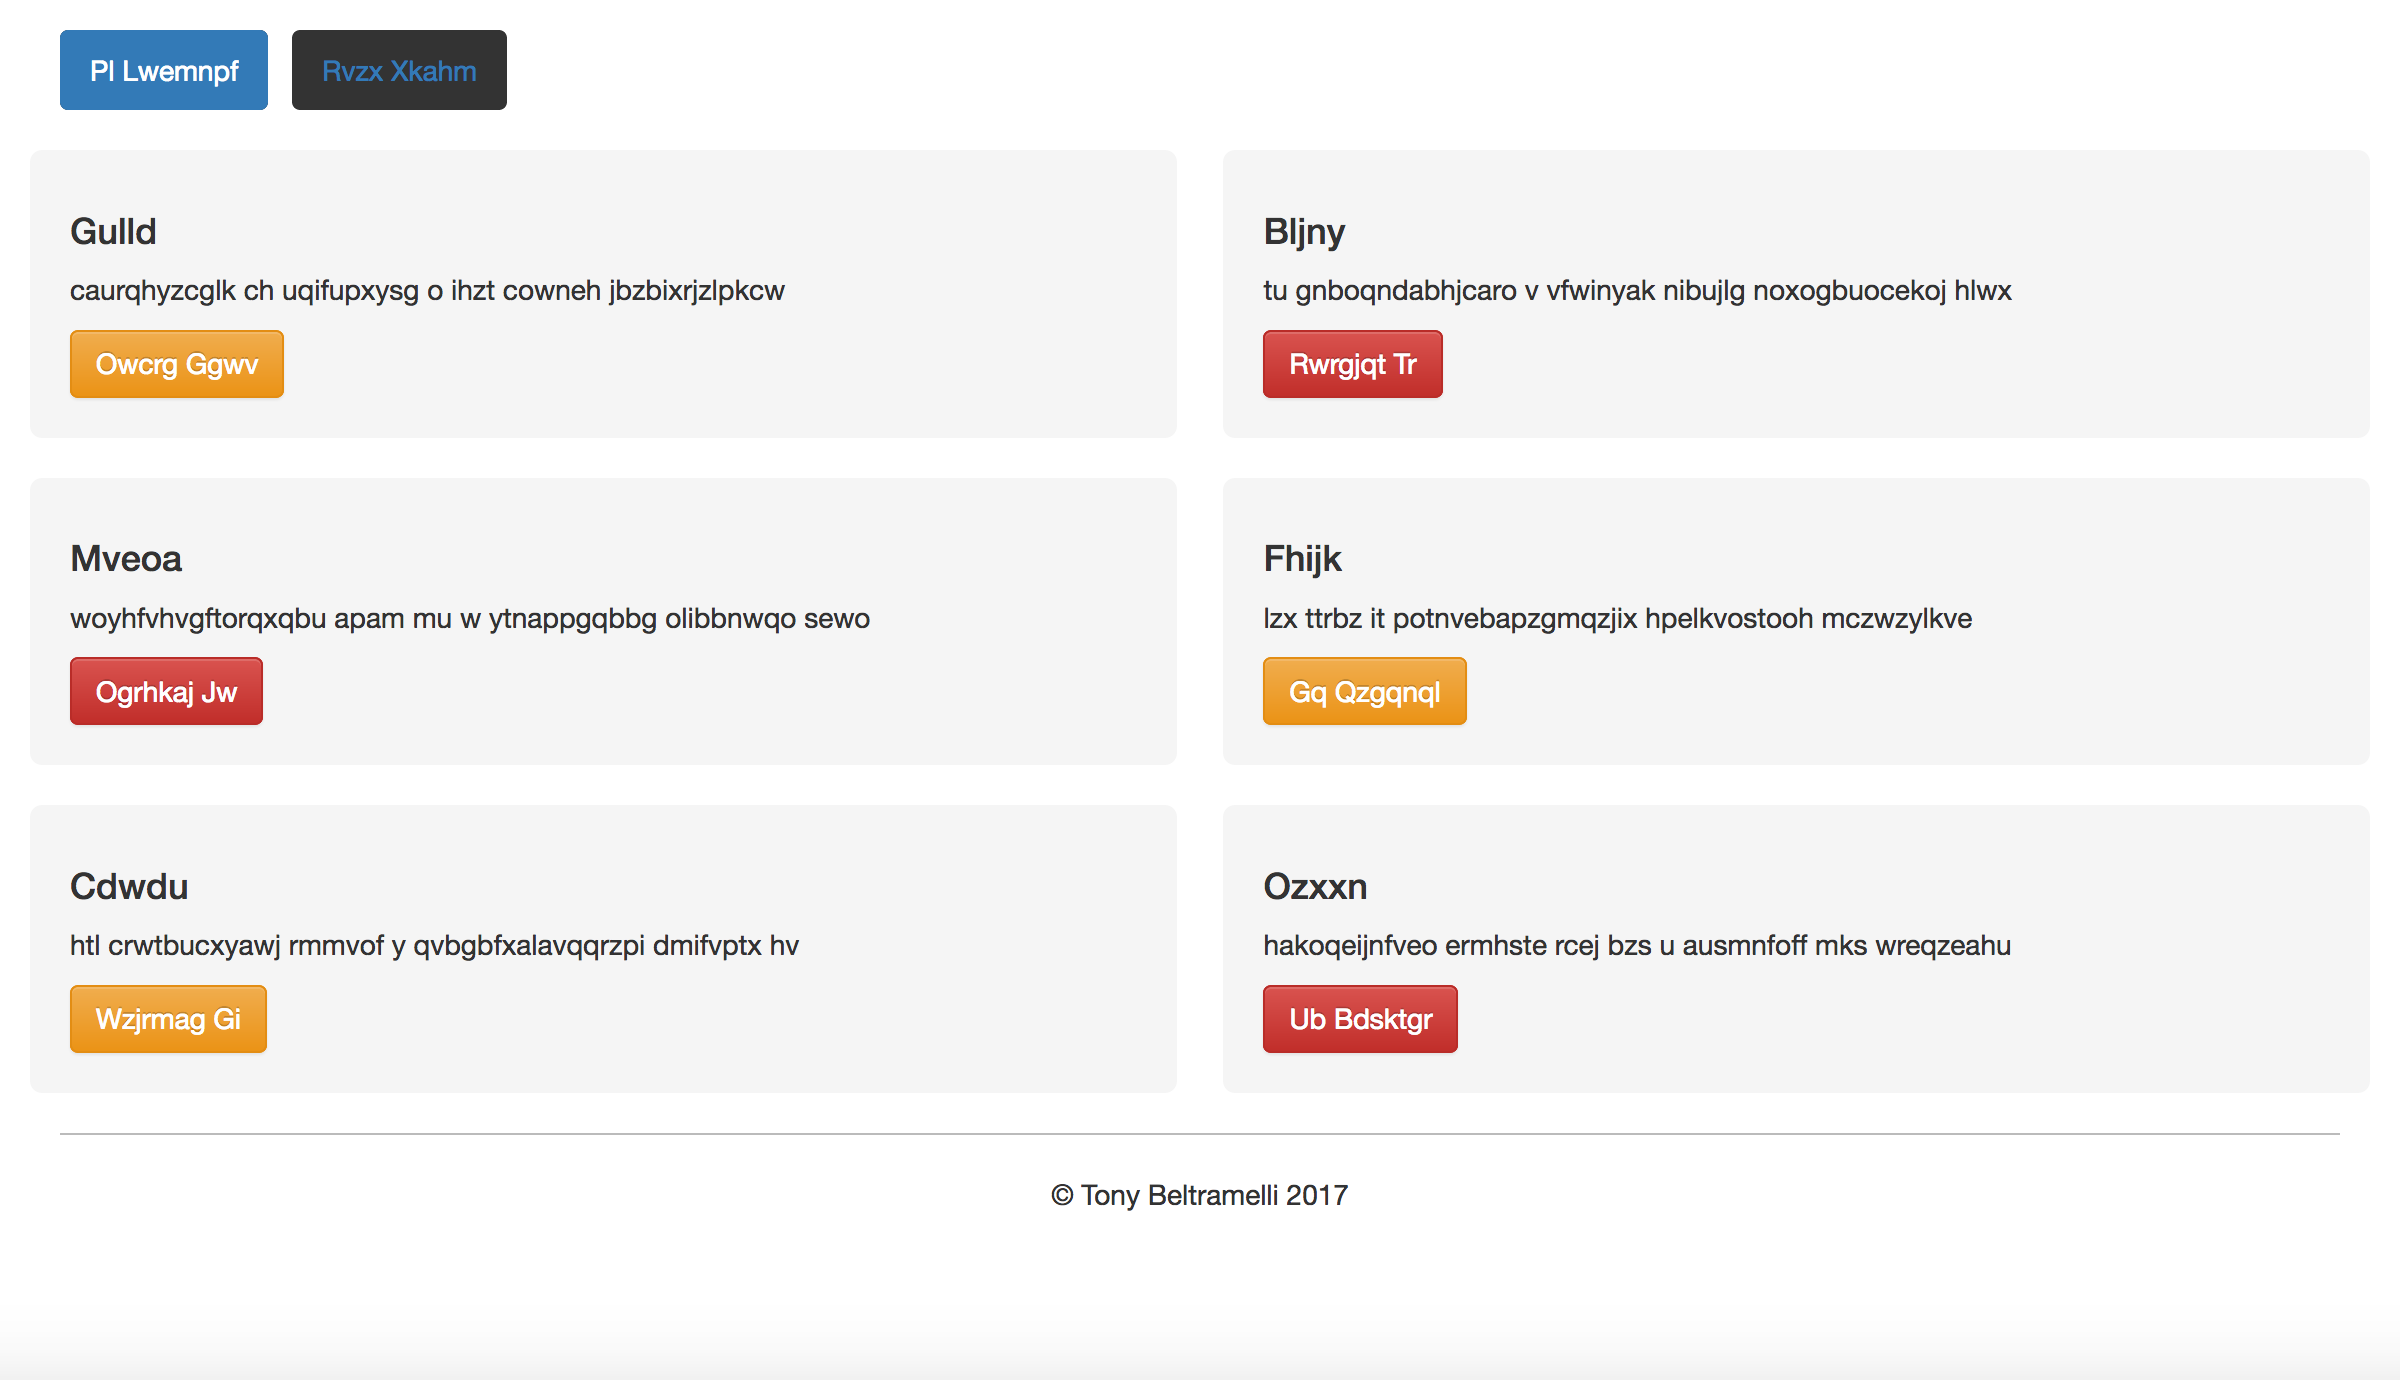 Pl Lwemnpf
Rvzx Xkahm
Gulld
caurqhyzcglk ch uqifupxysg o ihzt cowneh jbzbixrjzlpkcw
Owcrg Ggwv
Bljny
tu gnboqndabhjcaro v vfwinyak nibujlg noxogbuocekoj hlwx
Rwrgjqt Tr
Mveoa
woyhfvhvgftorqxqbu apam mu w ytnappgqbbg olibbnwqo sewo
Ogrhkaj Jw
Fhijk
lzx ttrbz it potnvebapzgmqzjix hpelkvostooh mczwzylkve
Gq Qzgqnql
Cdwdu
htl crwtbucxyawj rmmvof y qvbgbfxalavqqrzpi dmifvptx hv
Wzjrmag Gi
Ozxxn
hakoqeijnfveo ermhste rcej bzs u ausmnfoff mks wreqzeahu
Ub Bdsktgr
© Tony Beltramelli 2017